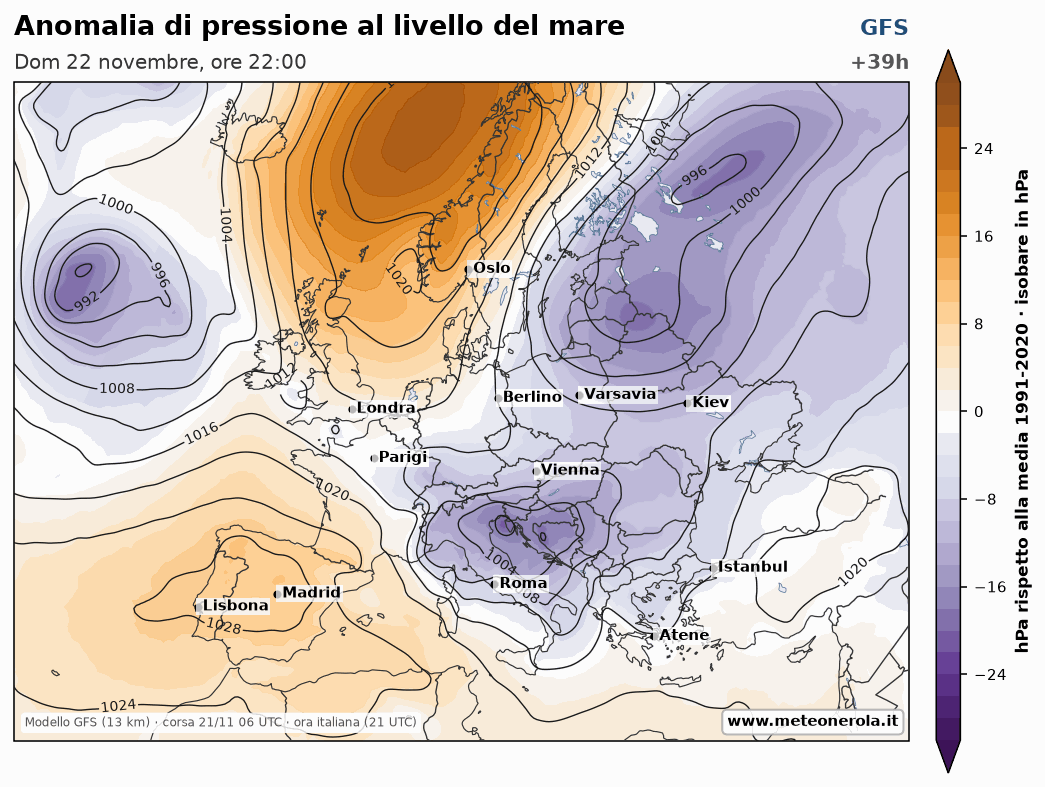 Anomalia di pressione al livello del mare
GFS
Dom 22 novembre, ore 22:00
+39h
1004
1012
1004
996
1000
1000
1004
996
992
1020
Oslo
1008
1012
Berlino
Varsavia
Kiev
Londra
1016
Parigi
Vienna
1020
1004
1008
Roma
Istanbul
1020
Madrid
Lisbona
1028
Atene
1024
Modello GFS (13 km) · corsa 21/11 06 UTC · ora italiana (21 UTC)
www.meteonerola.it
24
16
8
0
−8
−16
−24
hPa rispetto alla media 1991-2020 · isobare in hPa